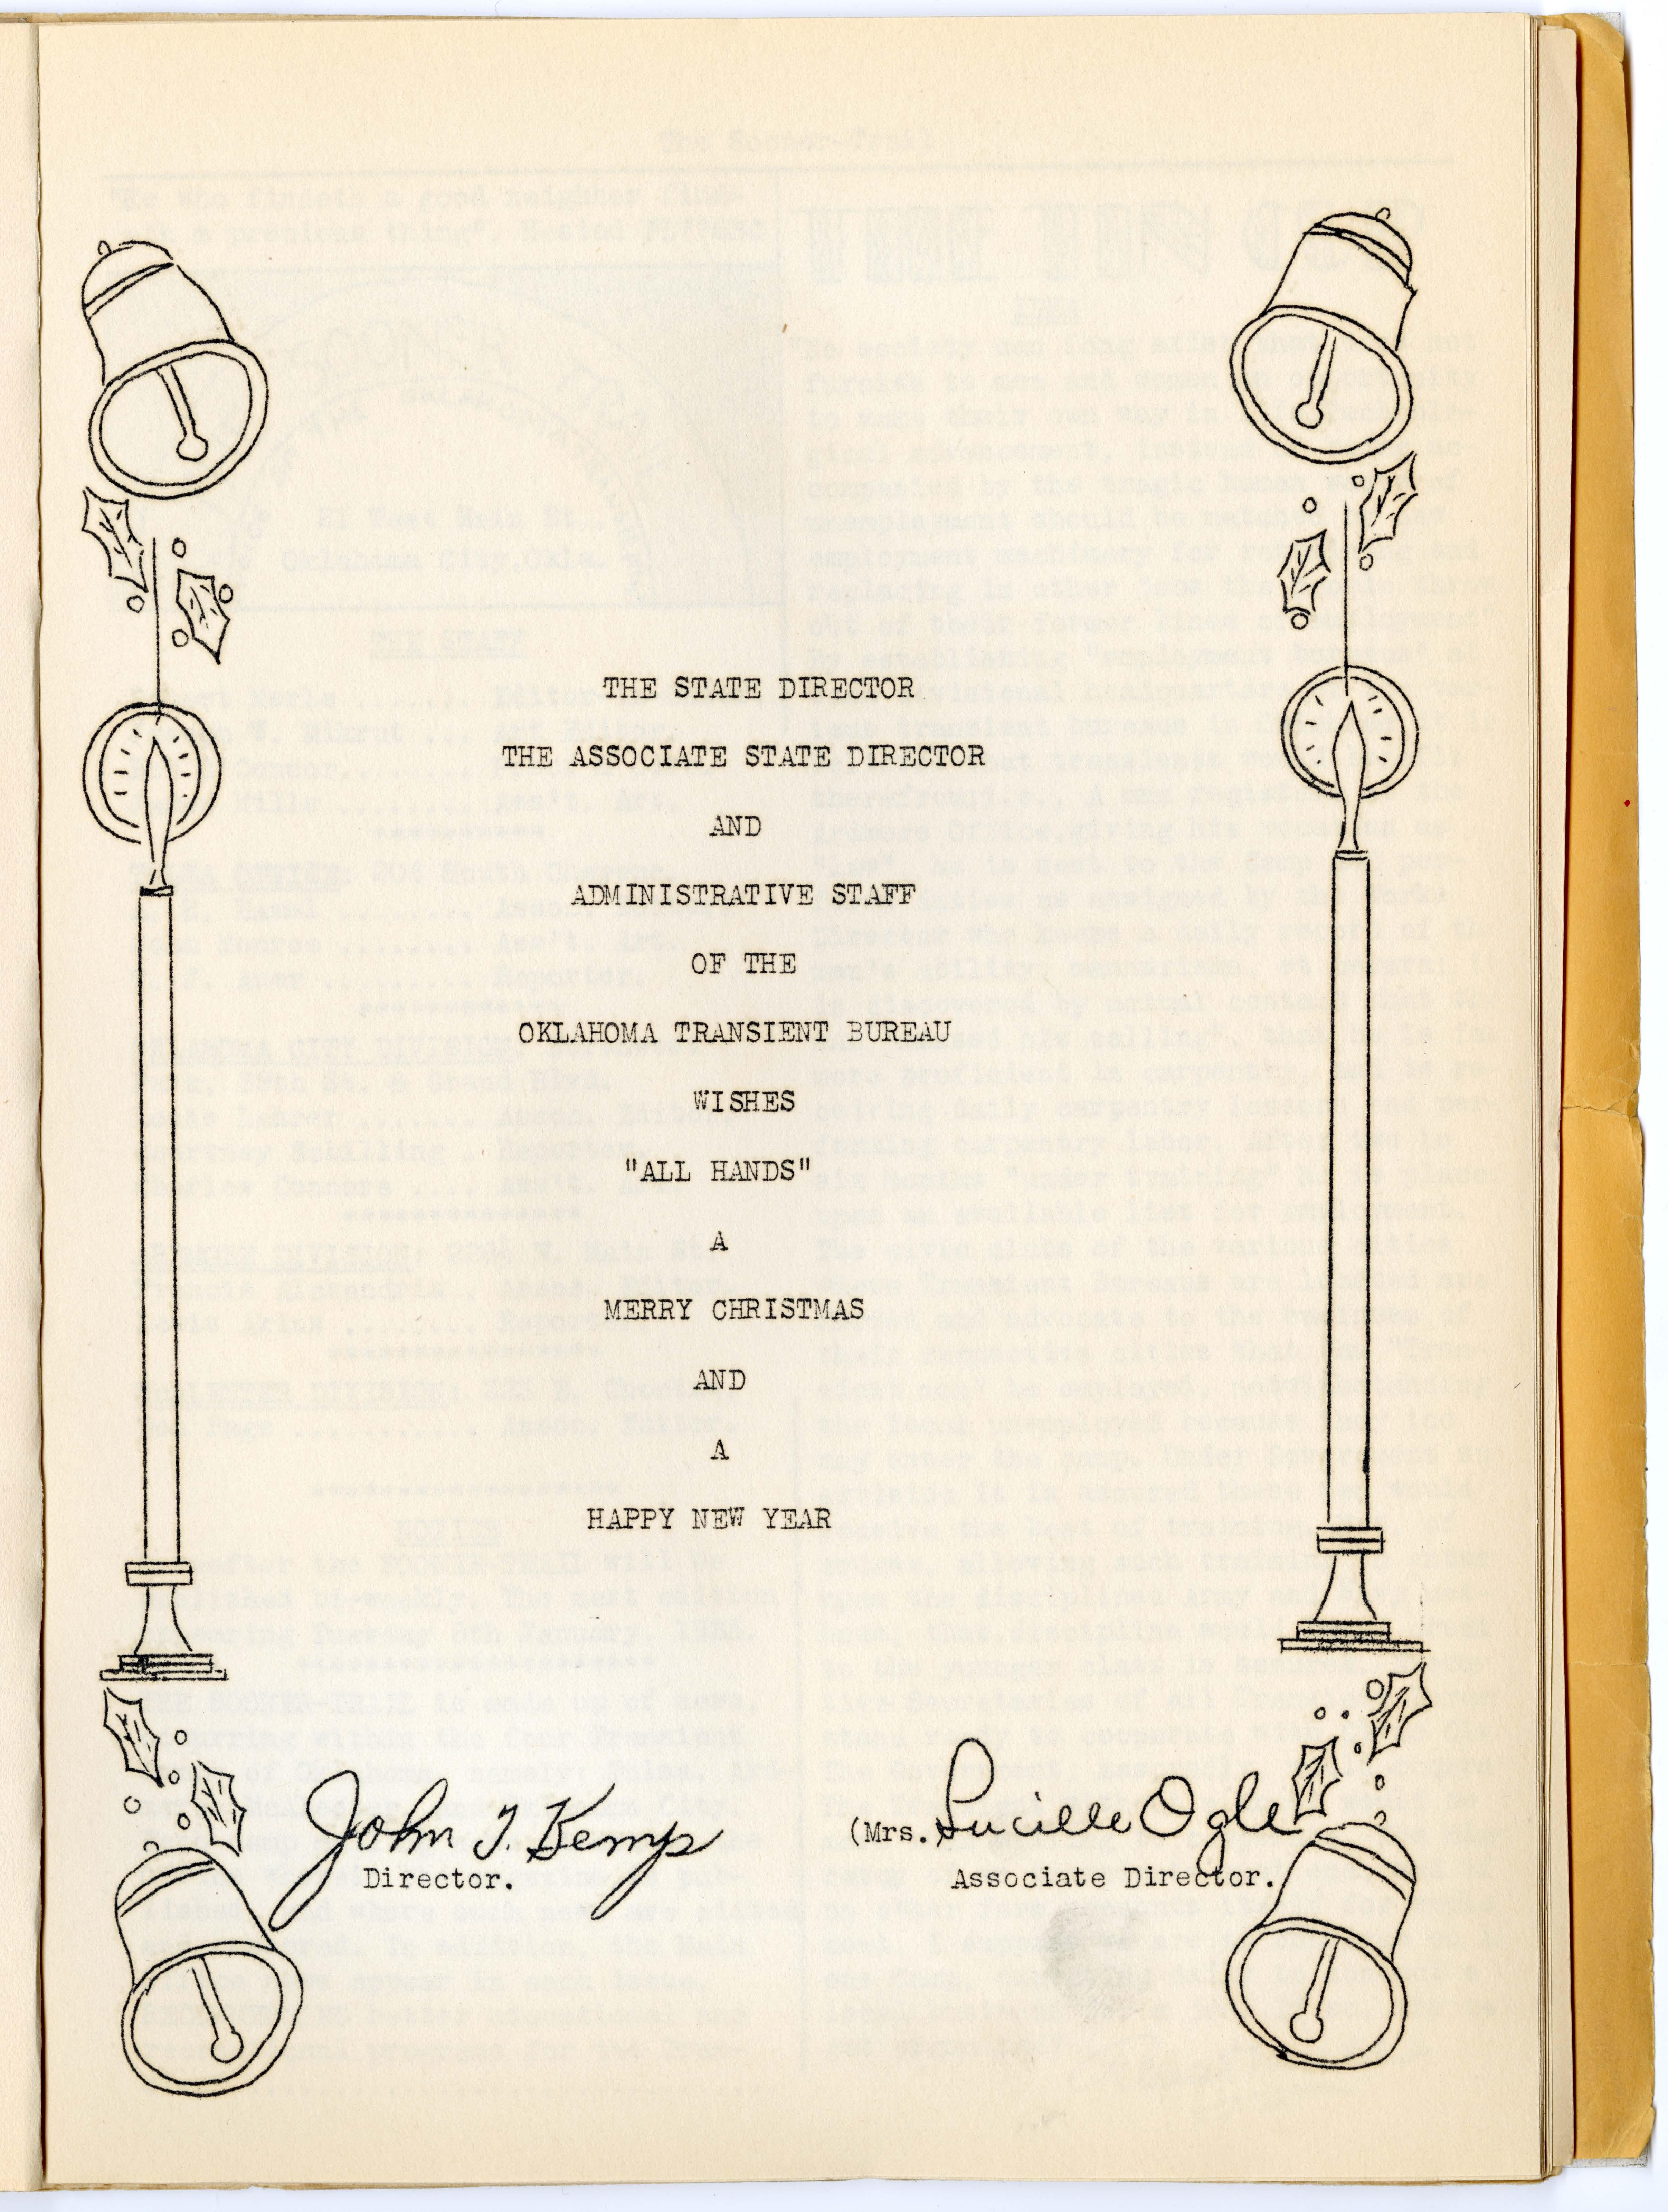 THE STATE DIRECTOR
THE ASSOCIATE STATE DIRECTOR
AND
ADMINISTRATIVE STAFF
OF THE
OKLAHOMA TRANSIENT BUREAU
WISHES
"ALL HANDS"
A
MERRY CHRISTMAS
AND
A
HAPPY NEW YEAR
John T. Kemp
Director.
(Mrs. Lucille Ogle
Associate Director.